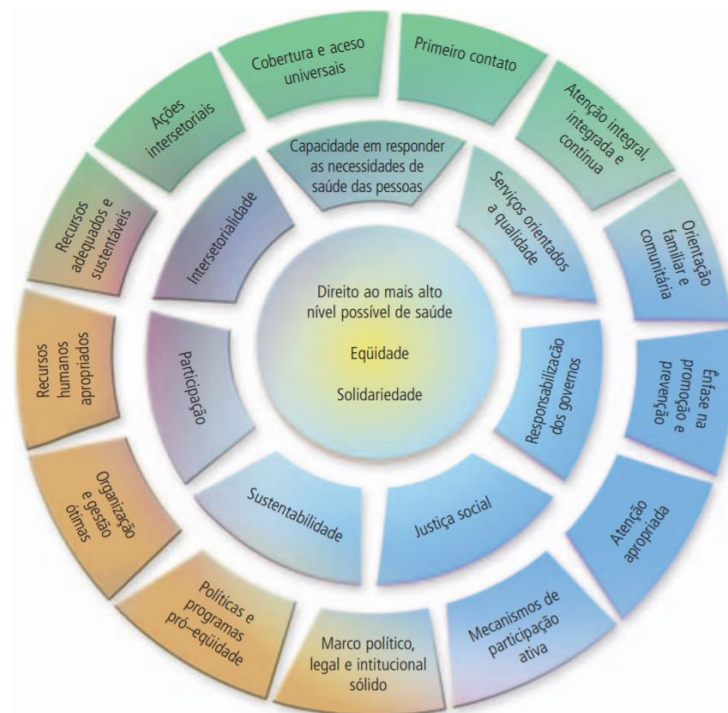 Cobertura e aceso
universais
Primeiro contato
Atenção integral,
integrada e
contínua
Orientação
familiar e
comunitária
Ênfase na
promoção e
prevenção
Atenção
apropriada
Mecanismos de
participação
ativa
Marco político,
legal e intitucional
sólido
Políticas e
programas
pró–eqüidade
Organização
e gestão
ótimas
Recursos
humanos
apropriados
Recursos
adequados e
sustentáveis
Ações
intersetoriais
Capacidade em responder
as necessidades de
saúde das pessoas
Serviços orientados
a qualidade
Responsabilização
dos governos
Justiça social
Sustentabilidade
Participação
Intersetorialidade
Direito ao mais alto
nível possível de saúde
Eqüidade
Solidariedade